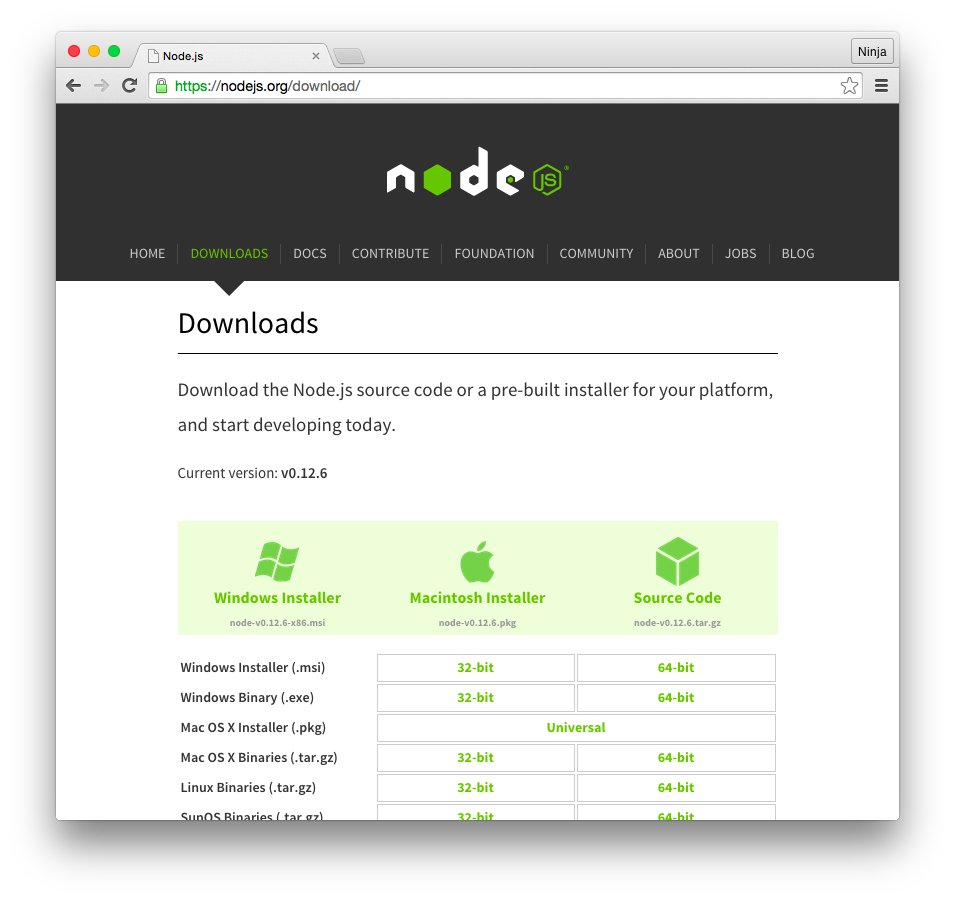 Node.js
Ninja
https://nodejs.org/download/
node JS
HOME DOWNLOADS DOCS CONTRIBUTE FOUNDATION COMMUNITY ABOUT JOBS BLOG
Downloads
Download the Node.js source code or a pre-built installer for your platform,
and start developing today.
Current version: v0.12.6
Windows Installer Macintosh Installer Source Code
node-v0.12.6-x86.msi node-v0.12.6.pkg node-v0.12.6.tar.gz
Windows Installer (.msi) 32-bit 64-bit
Windows Binary (.exe) 32-bit 64-bit
Mac OS X Installer (.pkg) Universal
Mac OS X Binaries (.tar.gz) 32-bit 64-bit
Linux Binaries (.tar.gz) 32-bit 64-bit
SunOS Binaries (.tar.gz) 32-bit 64-bit